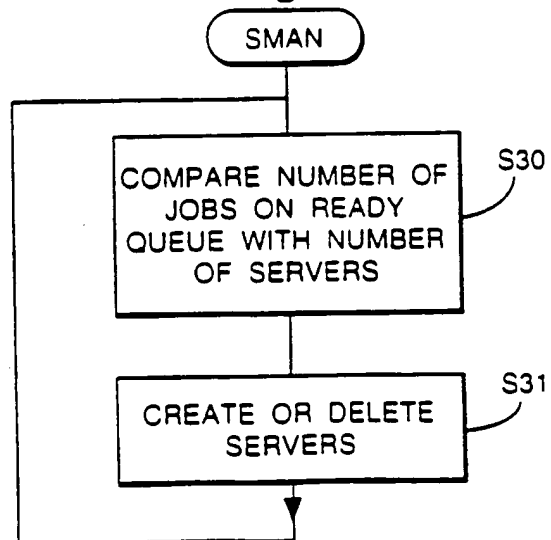 SMAN
COMPARE NUMBER OF
JOBS ON READY
QUEUE WITH NUMBER
OF SERVERS
S30
CREATE OR DELETE
SERVERS
S31